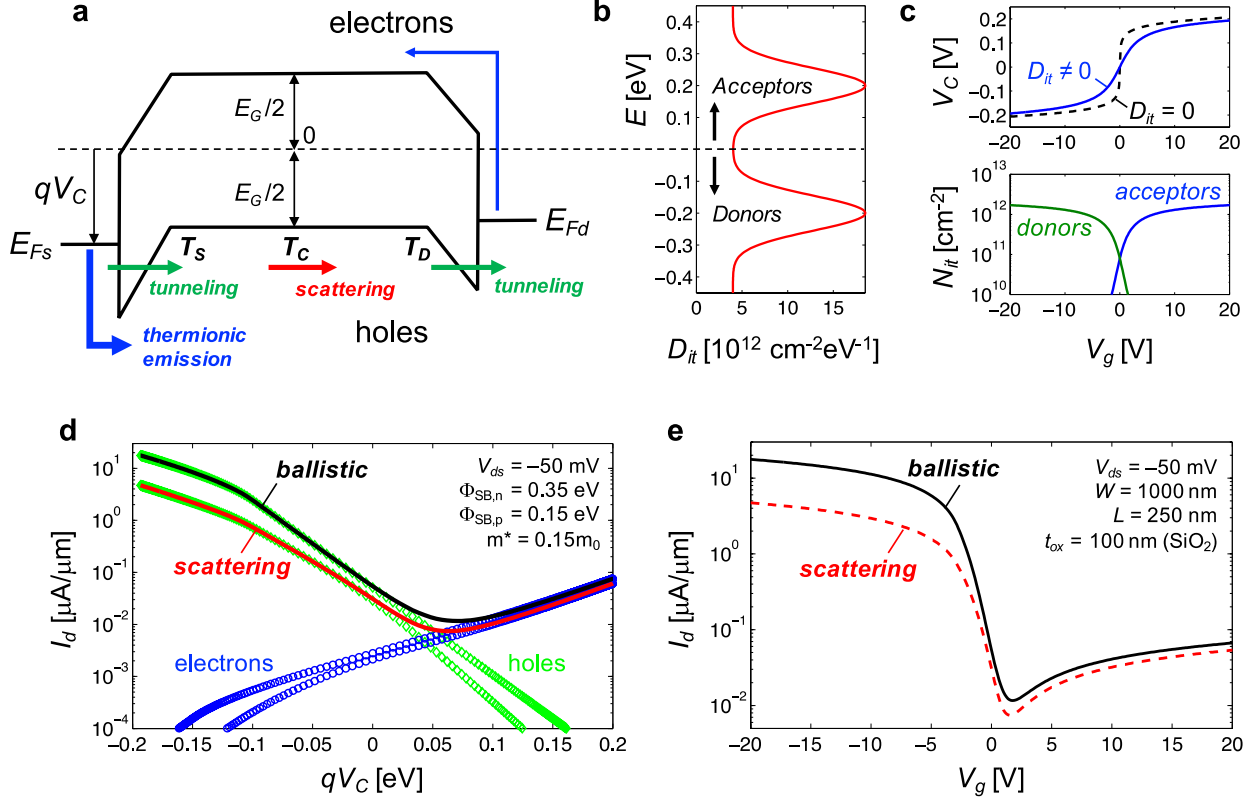 a
electrons
E_G/2
0
qV_C
E_G/2
E_Fs
E_Fd
T_S
T_C
T_D
tunneling
scattering
tunneling
holes
thermionic
emission
b
0.4
0.3
0.2
0.1
0
−0.1
−0.2
−0.3
−0.4
E [eV]
Acceptors
Donors
0 5 10 15
D_it [10^12 cm^-2eV^-1]
c
0.2
0.1
0
−0.1
−0.2
V_C [V]
D_it ≠ 0
D_it = 0
−20 −10 0 10 20
10^13
10^12
10^11
10^10
N_it [cm^-2]
acceptors
donors
−20 −10 0 10 20
V_g [V]
d
10^1
10^0
10^-1
10^-2
10^-3
10^-4
I_d [μA/μm]
ballistic
scattering
V_ds = −50 mV
Φ_SB,n = 0.35 eV
Φ_SB,p = 0.15 eV
m* = 0.15m_0
electrons
holes
−0.2 −0.15 −0.1 −0.05 0 0.05 0.1 0.15 0.2
qV_C [eV]
e
10^1
10^0
10^-1
10^-2
I_d [μA/μm]
ballistic
scattering
V_ds = −50 mV
W = 1000 nm
L = 250 nm
t_ox = 100 nm (SiO_2)
−20 −15 −10 −5 0 5 10 15 20
V_g [V]